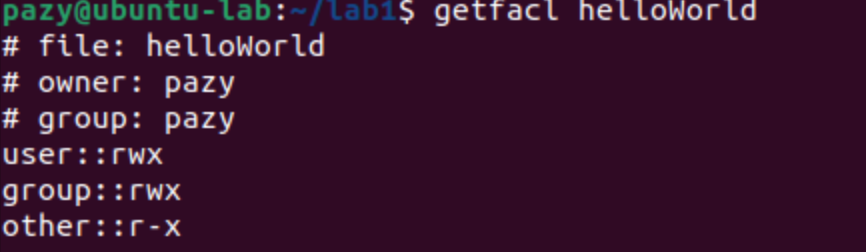 pazy@ubuntu-lab:~/lab1$ getfacl helloWorld
# file: helloWorld
# owner: pazy
# group: pazy
user::rwx
group::rwx
other::r-x